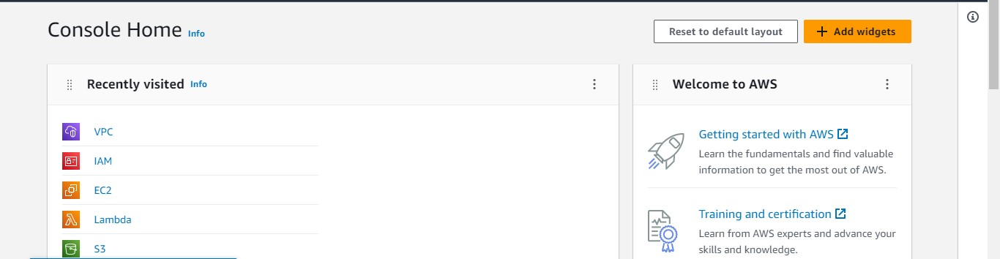 Console Home Info
Reset to default layout
Add widgets
Recently visited Info
VPC
IAM
EC2
Lambda
S3
Welcome to AWS
Getting started with AWS
Learn the fundamentals and find valuable
information to get the most out of AWS.
Training and certification
Learn from AWS experts and advance your
skills and knowledge.